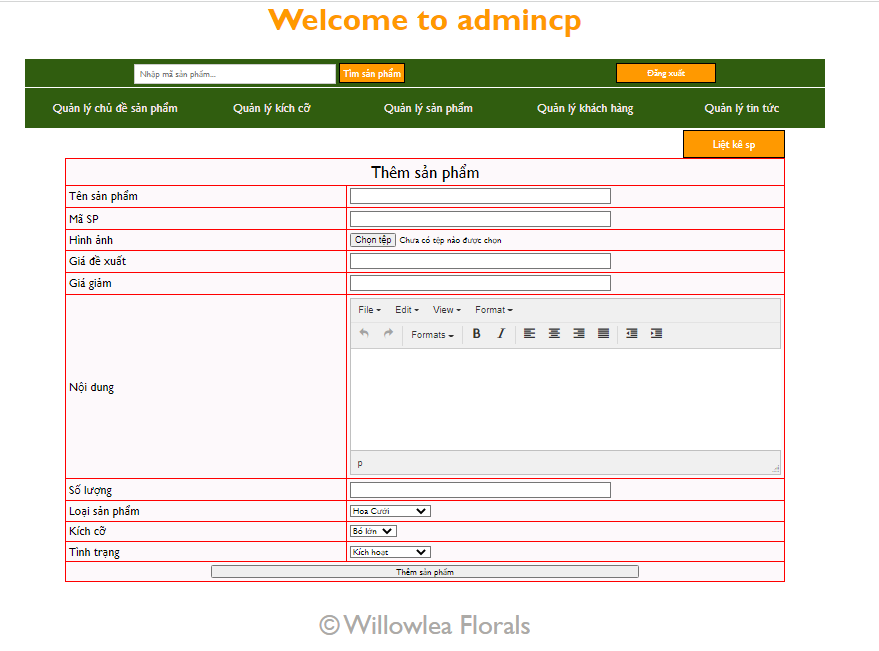 Welcome to admincp
Nhập mã sản phẩm... Tìm sản phẩm Đăng xuất
Quản lý chủ đề sản phẩm Quản lý kích cỡ Quản lý sản phẩm Quản lý khách hàng Quản lý tin tức
Liệt kê sp
Thêm sản phẩm
Tên sản phẩm
Mã SP
Hình ảnh Chọn tệp Chưa có tệp nào được chọn
Giá đề xuất
Giá giảm
File Edit View Format
Formats B I
Nội dung
p
Số lượng
Loại sản phẩm Hoa Cưới
Kích cỡ Bó lớn
Tình trạng Kích hoạt
Thêm sản phẩm
© Willowlea Florals